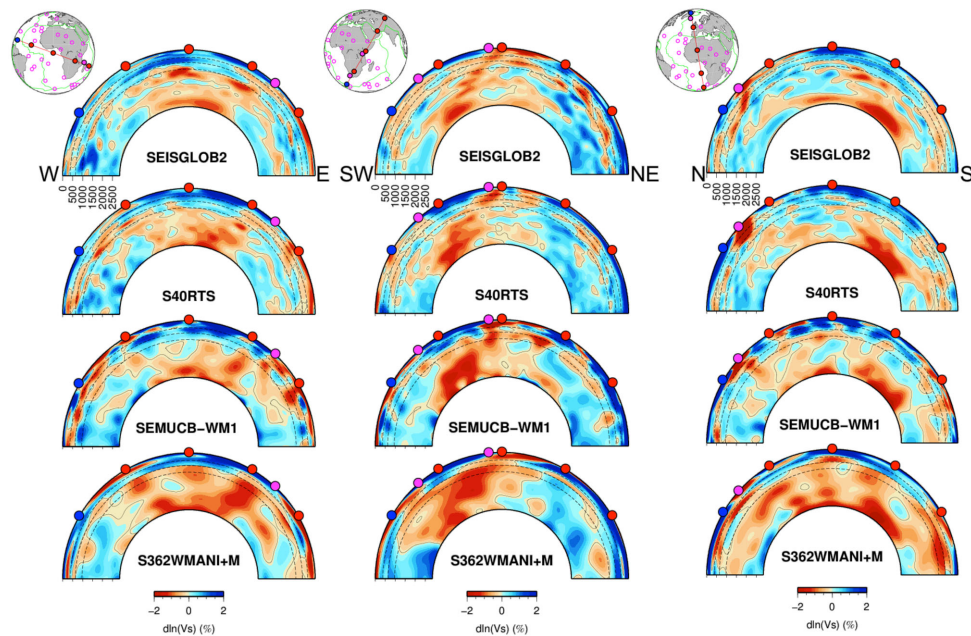 SEISGLOB2
SEISGLOB2
SEISGLOB2
W
E
SW
NE
N
S
0
500
1000
1500
2000
2500
0
500
1000
1500
2000
2500
0
500
1000
1500
2000
2500
S40RTS
S40RTS
S40RTS
SEMUCB−WM1
SEMUCB−WM1
SEMUCB−WM1
S362WMANI+M
S362WMANI+M
S362WMANI+M
−2 0 2
−2 0 2
−2 0 2
dln(Vs) (%)
dln(Vs) (%)
dln(Vs) (%)